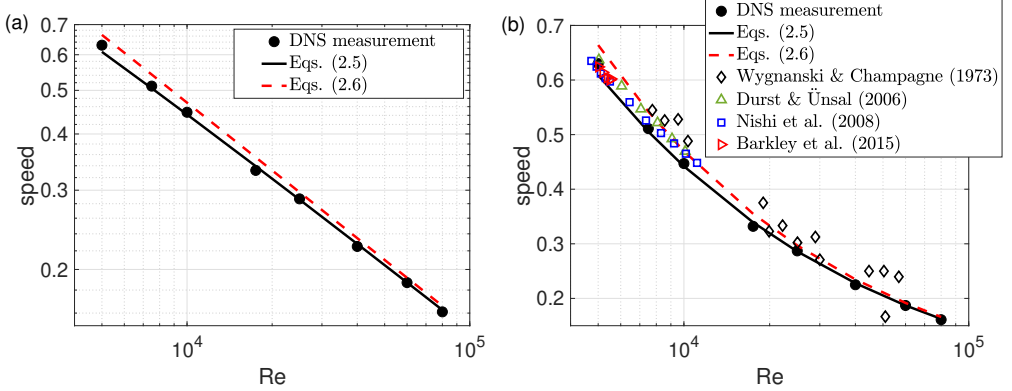 (a)
0.7
0.6
0.5
0.4
0.3
0.2
speed
10^4
10^5
Re
DNS measurement
Eqs. (2.5)
Eqs. (2.6)
(b)
0.7
0.6
0.5
0.4
0.3
0.2
speed
10^4
10^5
Re
DNS measurement
Eqs. (2.5)
Eqs. (2.6)
Wygnanski & Champagne (1973)
Durst & Ünsal (2006)
Nishi et al. (2008)
Barkley et al. (2015)